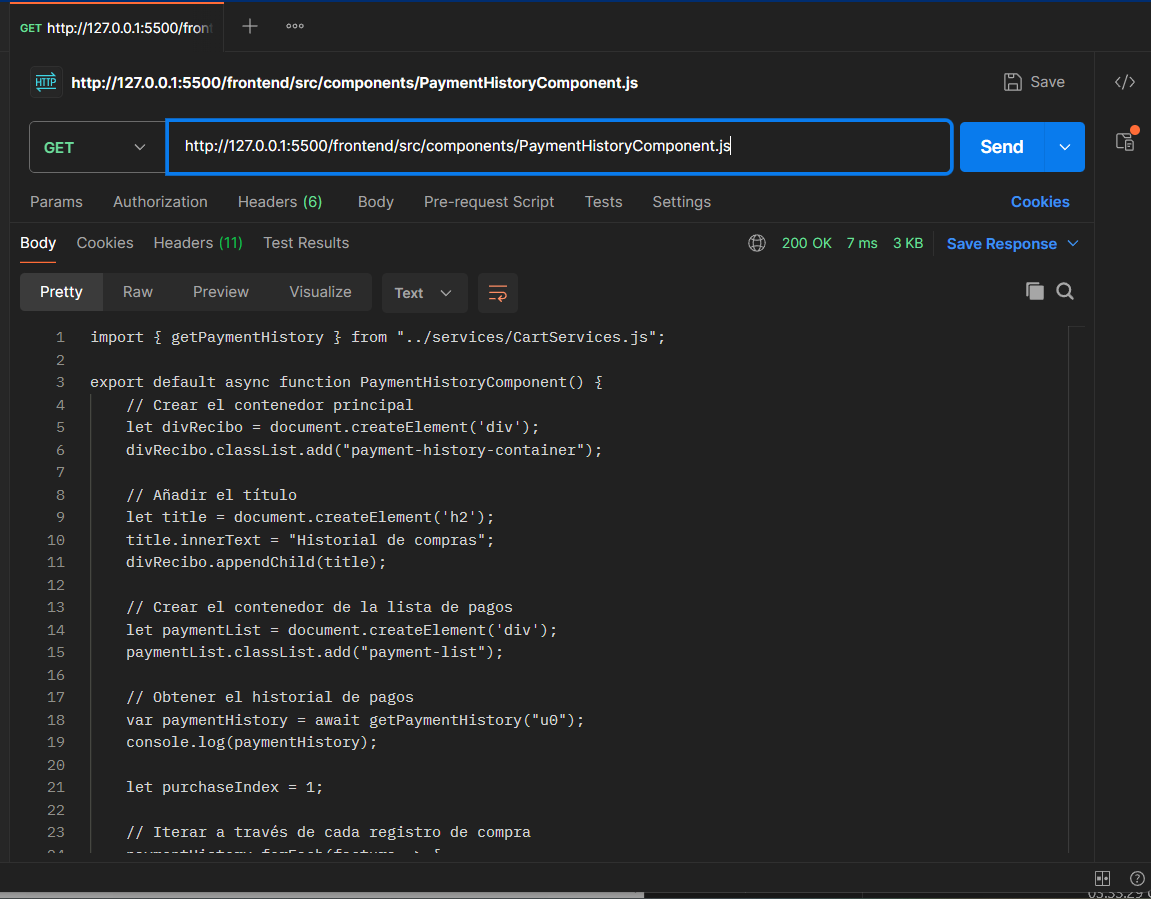 GET http://127.0.0.1:5500/front
HTTP http://127.0.0.1:5500/frontend/src/components/PaymentHistoryComponent.js Save
GET http://127.0.0.1:5500/frontend/src/components/PaymentHistoryComponent.js Send
Params Authorization Headers (6) Body Pre-request Script Tests Settings Cookies
Body Cookies Headers (11) Test Results 200 OK 7 ms 3 KB Save Response
Pretty Raw Preview Visualize Text
1 import { getPaymentHistory } from "../services/CartServices.js";
2
3 export default async function PaymentHistoryComponent() {
4 // Crear el contenedor principal
5 let divRecibo = document.createElement('div');
6 divRecibo.classList.add("payment-history-container");
7
8 // Añadir el título
9 let title = document.createElement('h2');
10 title.innerText = "Historial de compras";
11 divRecibo.appendChild(title);
12
13 // Crear el contenedor de la lista de pagos
14 let paymentList = document.createElement('div');
15 paymentList.classList.add("payment-list");
16
17 // Obtener el historial de pagos
18 var paymentHistory = await getPaymentHistory("u0");
19 console.log(paymentHistory);
20
21 let purchaseIndex = 1;
22
23 // Iterar a través de cada registro de compra